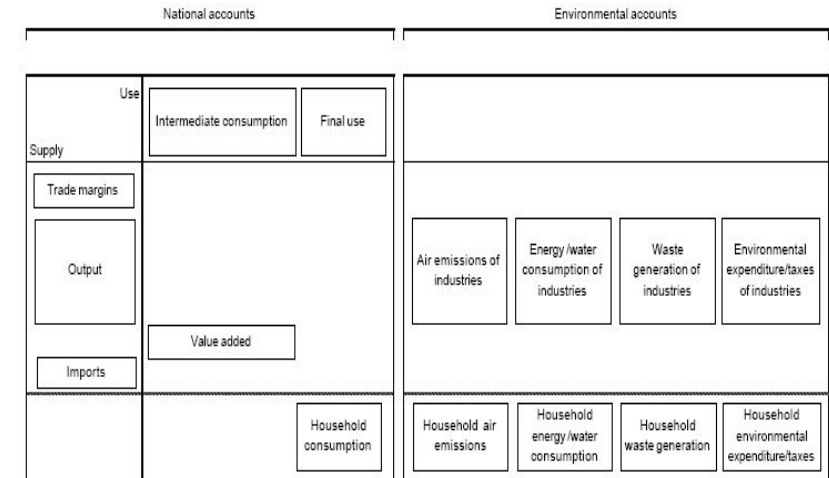 National accounts
Environmental accounts
Use
Intermediate consumption
Final use
Supply
Trade margins
Output
Air emissions of
industries
Energy /water
consumption of
industries
Waste
generation of
industries
Environmental
expenditure/taxes
of industries
Value added
Imports
Household
consumption
Household air
emissions
Household
energy /water
consumption
Household
waste generation
Household
environmental
expenditure/taxes